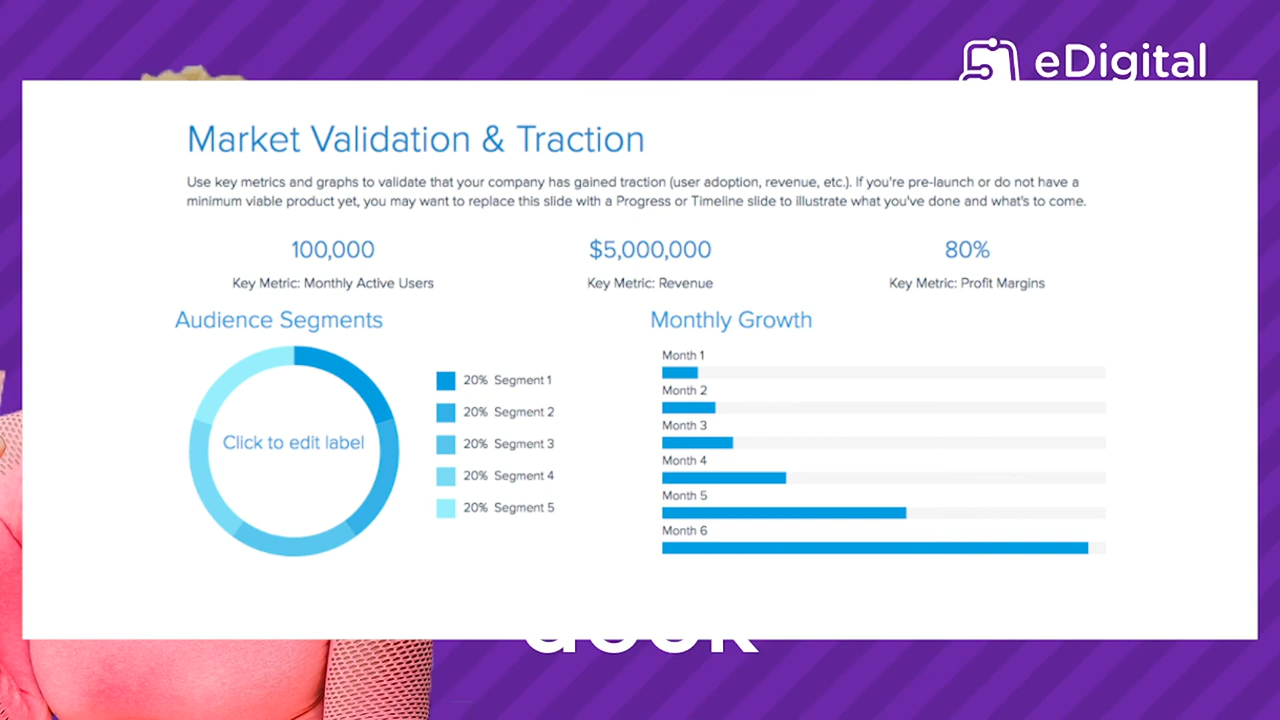 eDigital
Market Validation & Traction
Use key metrics and graphs to validate that your company has gained traction (user adoption, revenue, etc.). If you're pre-launch or do not have a
minimum viable product yet, you may want to replace this slide with a Progress or Timeline slide to illustrate what you've done and what's to come.
100,000
Key Metric: Monthly Active Users
$5,000,000
Key Metric: Revenue
80%
Key Metric: Profit Margins
Audience Segments
Click to edit label
20% Segment 1
20% Segment 2
20% Segment 3
20% Segment 4
20% Segment 5
Monthly Growth
Month 1
Month 2
Month 3
Month 4
Month 5
Month 6